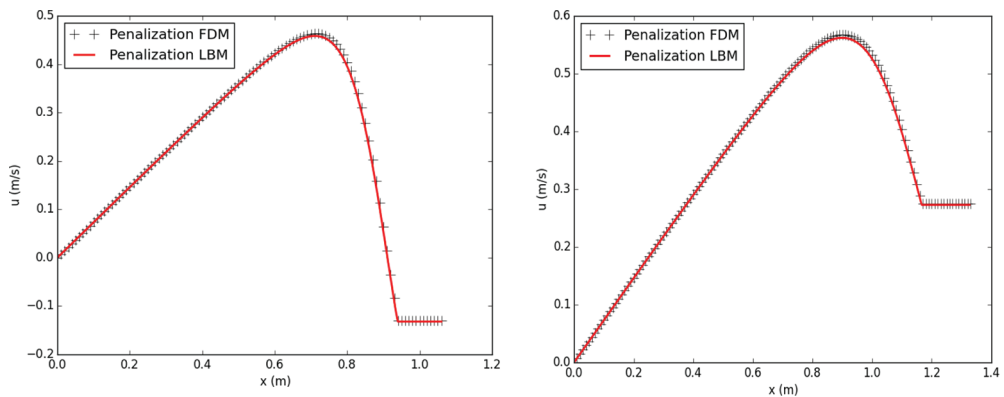 0.5
0.4
0.3
0.2
0.1
0.0
−0.1
−0.2
u (m/s)
Penalization FDM
Penalization LBM
0.0 0.2 0.4 0.6 0.8 1.0 1.2
x (m)
0.6
0.5
0.4
0.3
0.2
0.1
0.0
u (m/s)
Penalization FDM
Penalization LBM
0.0 0.2 0.4 0.6 0.8 1.0 1.2 1.4
x (m)